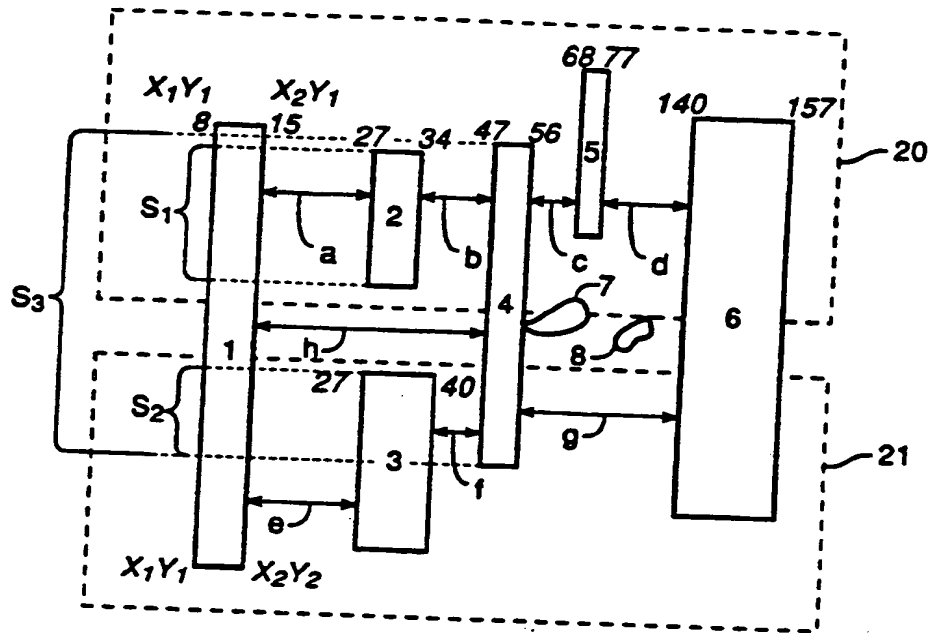 68 77
X₁Y₁ X₂Y₁ 140 157
8 15 27 34 47 56 5 20
S₁ 2
a b c d
S₃ 4 7 6
1 h 8
S₂ 27 40
3 g 21
f
e
X₁Y₁ X₂Y₂